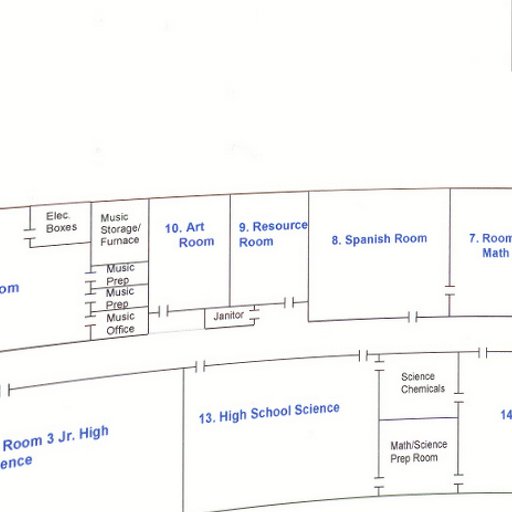 Elec.
Boxes
Music
Storage/
Furnace
10. Art
Room
9. Resource
Room
8. Spanish Room
7. Room
Math
om
Music
Prep
Music
Prep
Music
Office
Janitor
Science
Chemicals
13. High School Science
14
Room 3 Jr. High
ence
Math/Science
Prep Room